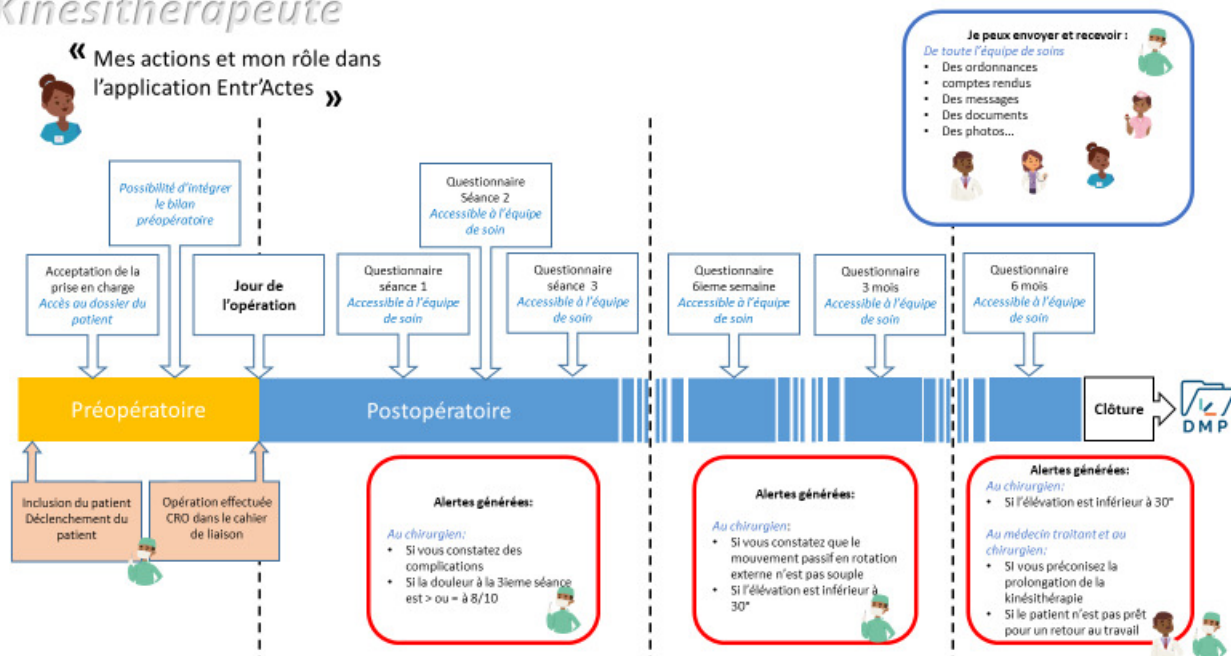 Kinésithérapeute
« Mes actions et mon rôle dans
l'application Entr'Actes »
Je peux envoyer et recevoir :
De toute l'équipe de soins
▪ Des ordonnances
▪ comptes rendus
▪ Des messages
▪ Des documents
▪ Des photos...
Acceptation de la
prise en charge
Accès au dossier du
patient
Possibilité d'intégrer
le bilan
préopératoire
Jour de
l'opération
Questionnaire
séance 1
Accessible à l'équipe
de soin
Questionnaire
Séance 2
Accessible à l'équipe
de soin
Questionnaire
séance 3
Accessible à l'équipe
de soin
Questionnaire
6ieme semaine
Accessible à l'équipe
de soin
Questionnaire
3 mois
Accessible à l'équipe
de soin
Questionnaire
6 mois
Accessible à l'équipe
de soin
Préopératoire
Postopératoire
Clôture
DMP
Inclusion du patient
Déclenchement du
patient
Opération effectuée
CRO dans le cahier
de liaison
Alertes générées:
Au chirurgien:
• Si vous constatez des
complications
• Si la douleur à la 3ieme séance
est > ou = à 8/10
Alertes générées:
Au chirurgien:
• Si vous constatez que le
mouvement passif en rotation
externe n'est pas souple
• Si l'élévation est inférieur à
30°
Alertes générées:
Au chirurgien:
• Si l'élévation est inférieur à 30°
Au médecin traitant et au
chirurgien:
• Si vous préconisez la
prolongation de la
kinésithérapie
• Si le patient n'est pas prêt
pour un retour au travail